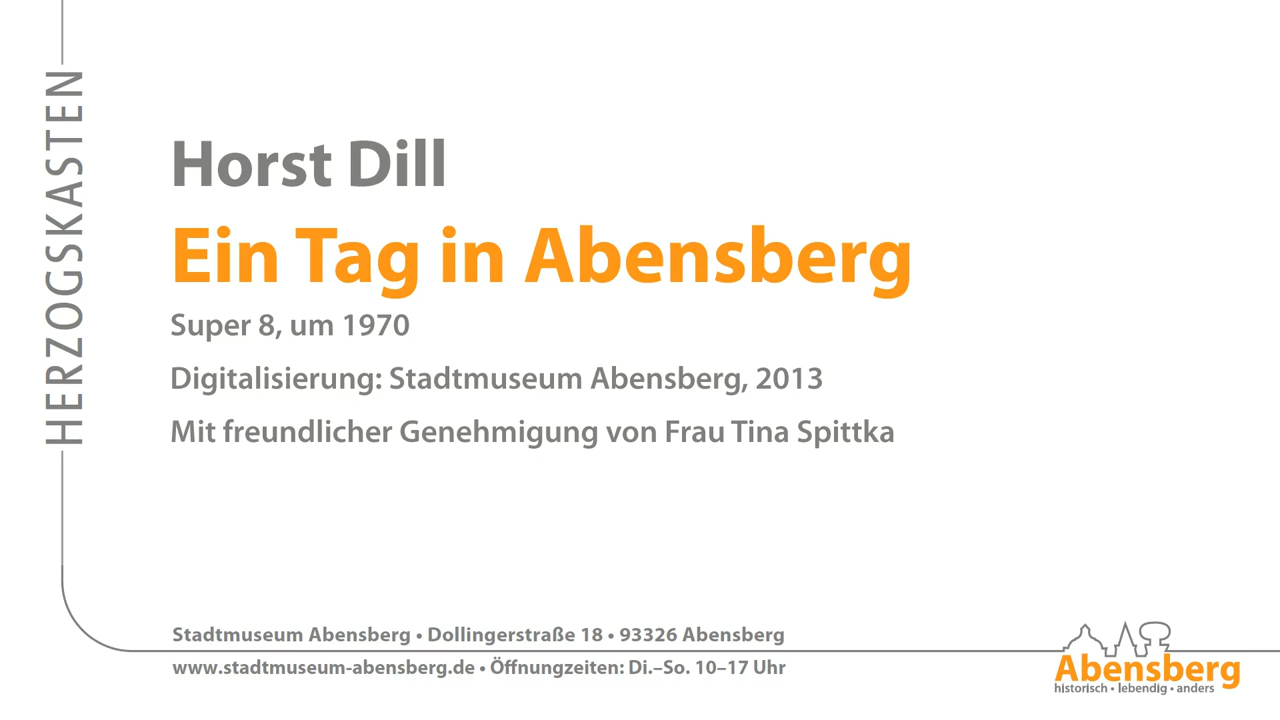 HERZOGSKASTEN
Horst Dill
Ein Tag in Abensberg
Super 8, um 1970
Digitalisierung: Stadtmuseum Abensberg, 2013
Mit freundlicher Genehmigung von Frau Tina Spittka
Stadtmuseum Abensberg • Dollingerstraße 18 • 93326 Abensberg
www.stadtmuseum-abensberg.de • Öffnungzeiten: Di.–So. 10–17 Uhr
Abensberg
historisch • lebendig • anders